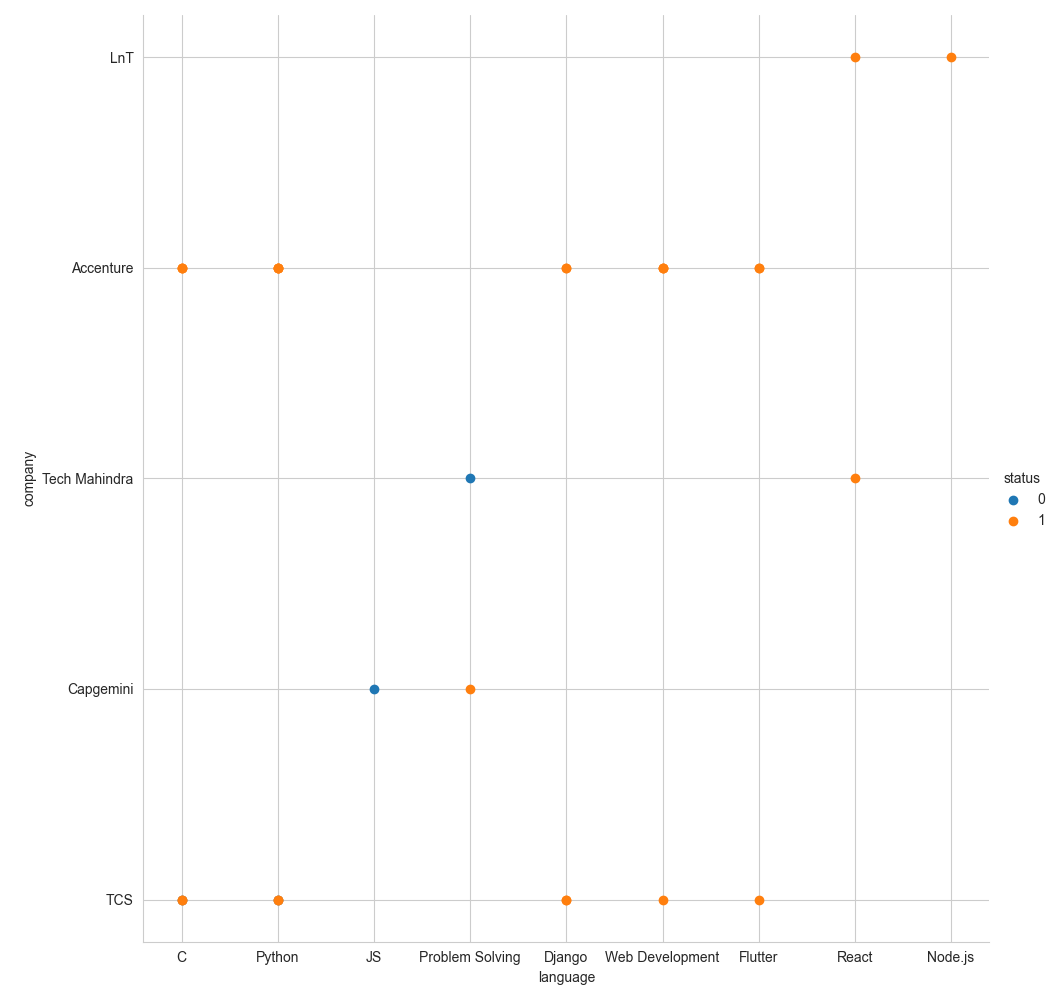 LnT
Accenture
Tech Mahindra
Capgemini
TCS
company
C Python JS Problem Solving Django Web Development Flutter React Node.js
language
status
0
1